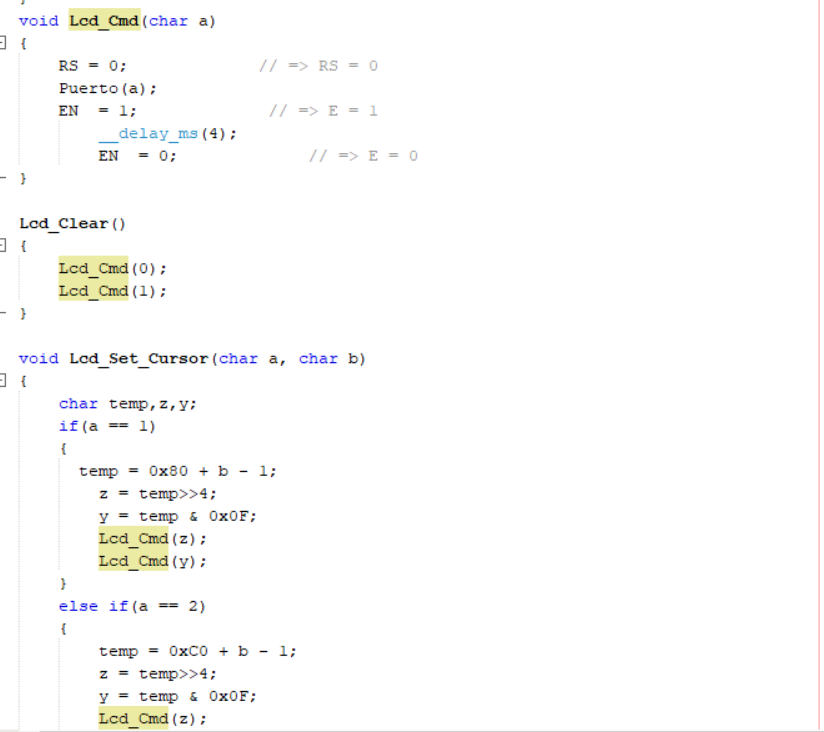 }
void Lcd_Cmd(char a)
{
    RS = 0;             // => RS = 0
    Puerto(a);
    EN  = 1;             // => E = 1
        __delay_ms(4);
        EN  = 0;             // => E = 0
}
Lcd_Clear()
{
    Lcd_Cmd(0);
    Lcd_Cmd(1);
}
void Lcd_Set_Cursor(char a, char b)
{
    char temp,z,y;
    if(a == 1)
    {
      temp = 0x80 + b - 1;
        z = temp>>4;
        y = temp & 0x0F;
        Lcd_Cmd(z);
        Lcd_Cmd(y);
    }
    else if(a == 2)
    {
        temp = 0xC0 + b - 1;
        z = temp>>4;
        y = temp & 0x0F;
        Lcd_Cmd(z);